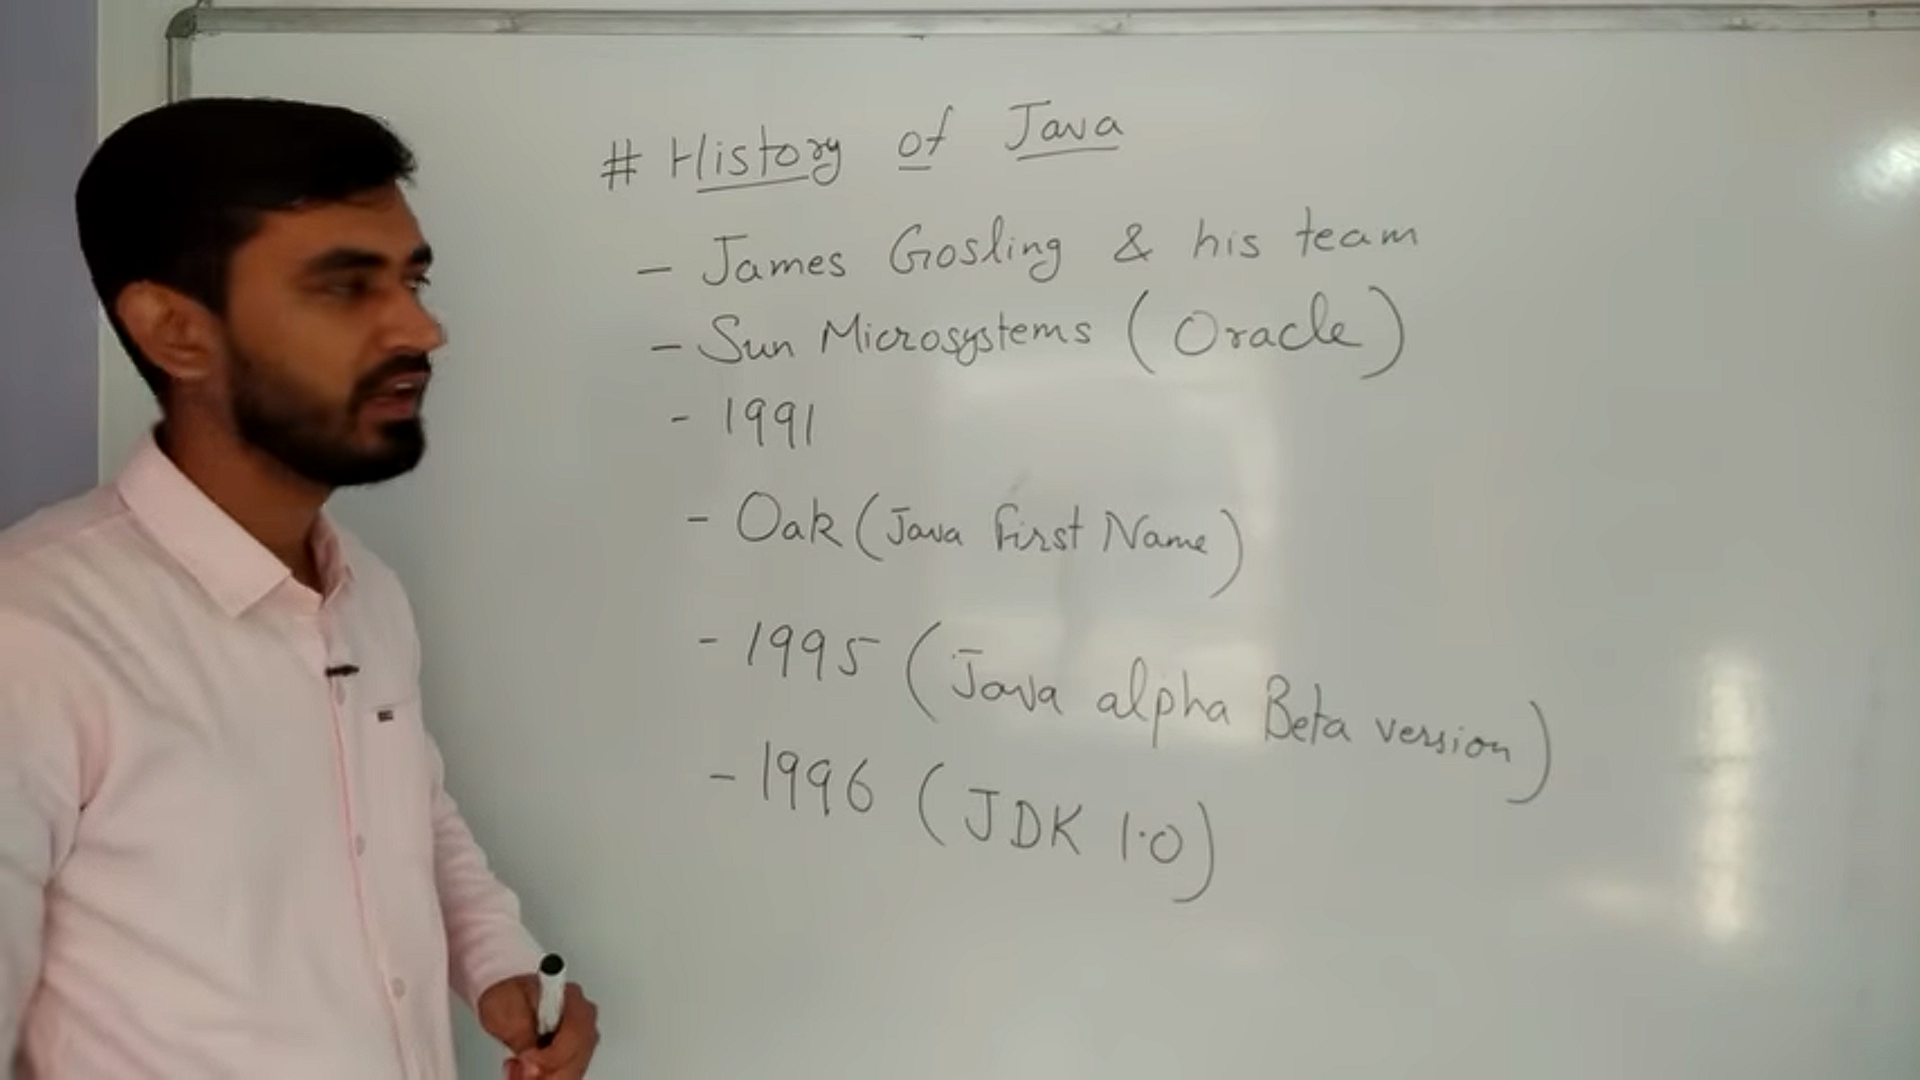 # History of Java
- James Gosling & his team
- Sun Microsystems (Oracle)
- 1991
- Oak (Java First Name)
- 1995 (Java alpha Beta version)
- 1996 (JDK 1.0)